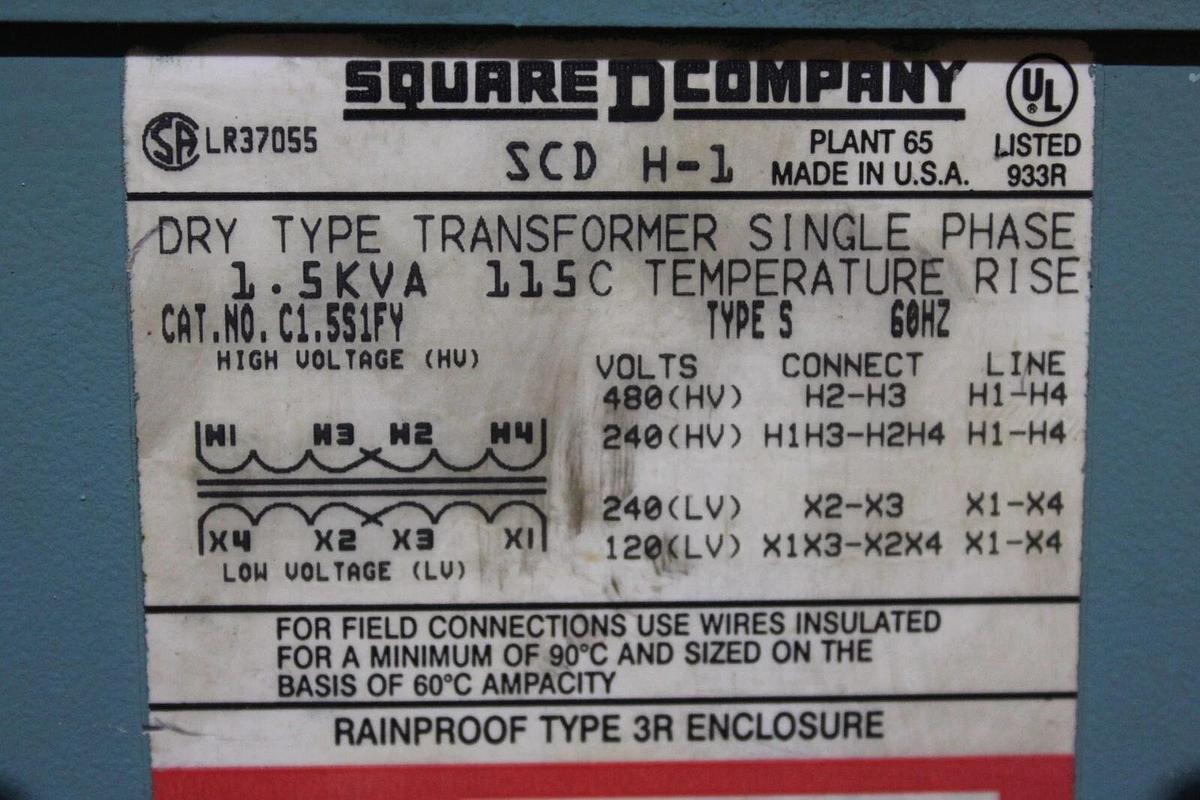 SQUARE D COMPANY
UL
®
SA LR37055
PLANT 65
LISTED
SCD H-1
MADE IN U.S.A.
933R
DRY TYPE TRANSFORMER SINGLE PHASE
1.5KVA 115C TEMPERATURE RISE
CAT.NO. C1.5S1FY TYPE S 60HZ
HIGH VOLTAGE (HV)
VOLTS CONNECT LINE
480(HV) H2-H3 H1-H4
240(HV) H1H3-H2H4 H1-H4
240(LV) X2-X3 X1-X4
120(LV) X1X3-X2X4 X1-X4
H1 H3 H2 H4
X4 X2 X3 X1
LOW VOLTAGE (LV)
FOR FIELD CONNECTIONS USE WIRES INSULATED
FOR A MINIMUM OF 90°C AND SIZED ON THE
BASIS OF 60°C AMPACITY
RAINPROOF TYPE 3R ENCLOSURE